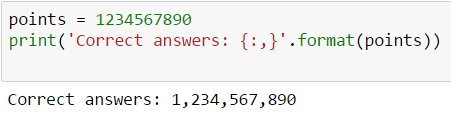 points = 1234567890
print('Correct answers: {:,}'.format(points))
Correct answers: 1,234,567,890